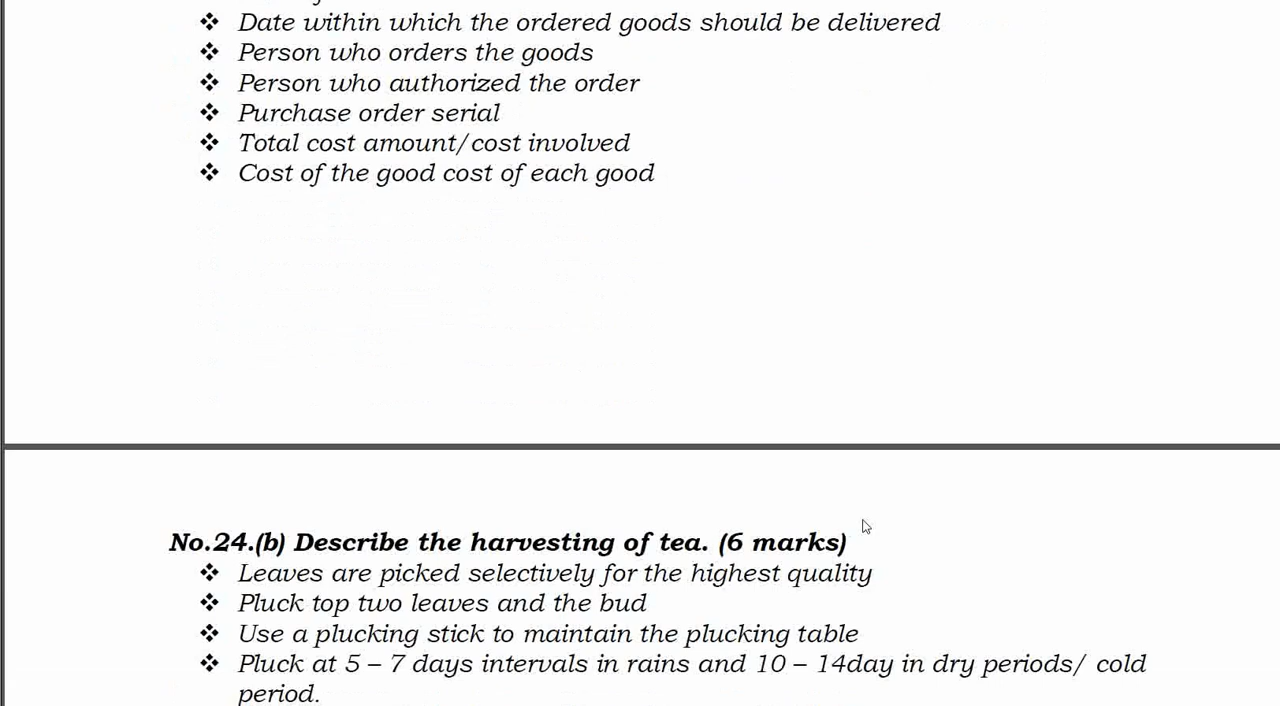 ❖ Date within which the ordered goods should be delivered
❖ Person who orders the goods
❖ Person who authorized the order
❖ Purchase order serial
❖ Total cost amount/cost involved
❖ Cost of the good cost of each good
No.24.(b) Describe the harvesting of tea. (6 marks)
❖ Leaves are picked selectively for the highest quality
❖ Pluck top two leaves and the bud
❖ Use a plucking stick to maintain the plucking table
❖ Pluck at 5 – 7 days intervals in rains and 10 – 14day in dry periods/ cold
period.